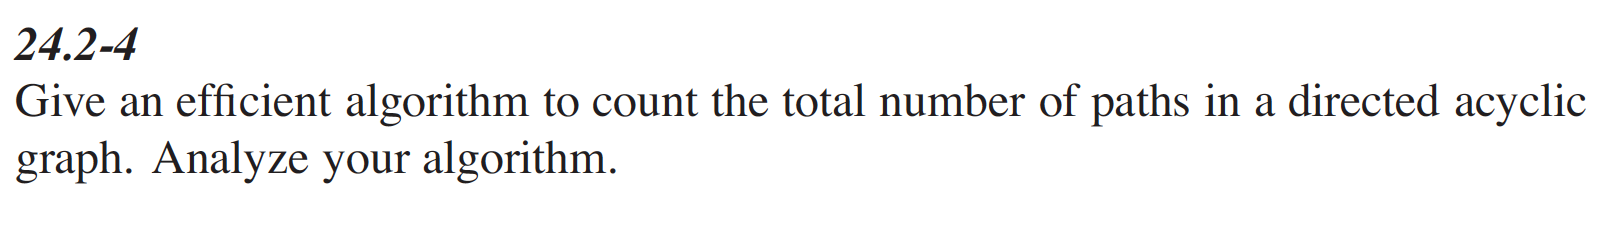 24.2-4
Give an efficient algorithm to count the total number of paths in a directed acyclic
graph. Analyze your algorithm.